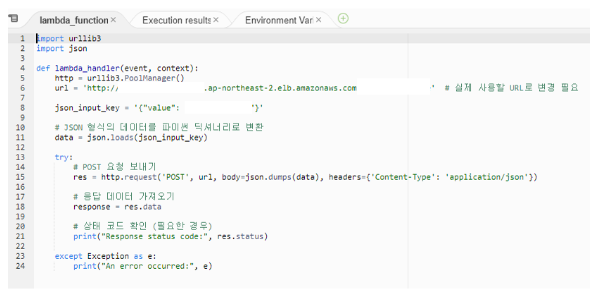 lambda_function × Execution results × Environment Var ×
1 import urllib3
2 import json
3
4 def lambda_handler(event, context):
5 http = urllib3.PoolManager()
6 url = 'http:/ .ap-northeast-2.elb.amazonaws.com ' # 실제 사용할 URL로 변경 필요
7
8 json_input_key = '{"value": "}'
9
10 # JSON 형식의 데이터를 파이썬 딕셔너리로 변환
11 data = json.loads(json_input_key)
12
13 try:
14 # POST 요청 보내기
15 res = http.request('POST', url, body=json.dumps(data), headers={'Content-Type': 'application/json'})
16
17 # 응답 데이터 가져오기
18 response = res.data
19
20 # 상태 코드 확인 (필요한 경우)
21 print("Response status code:", res.status)
22
23 except Exception as e:
24 print("An error occurred:", e)